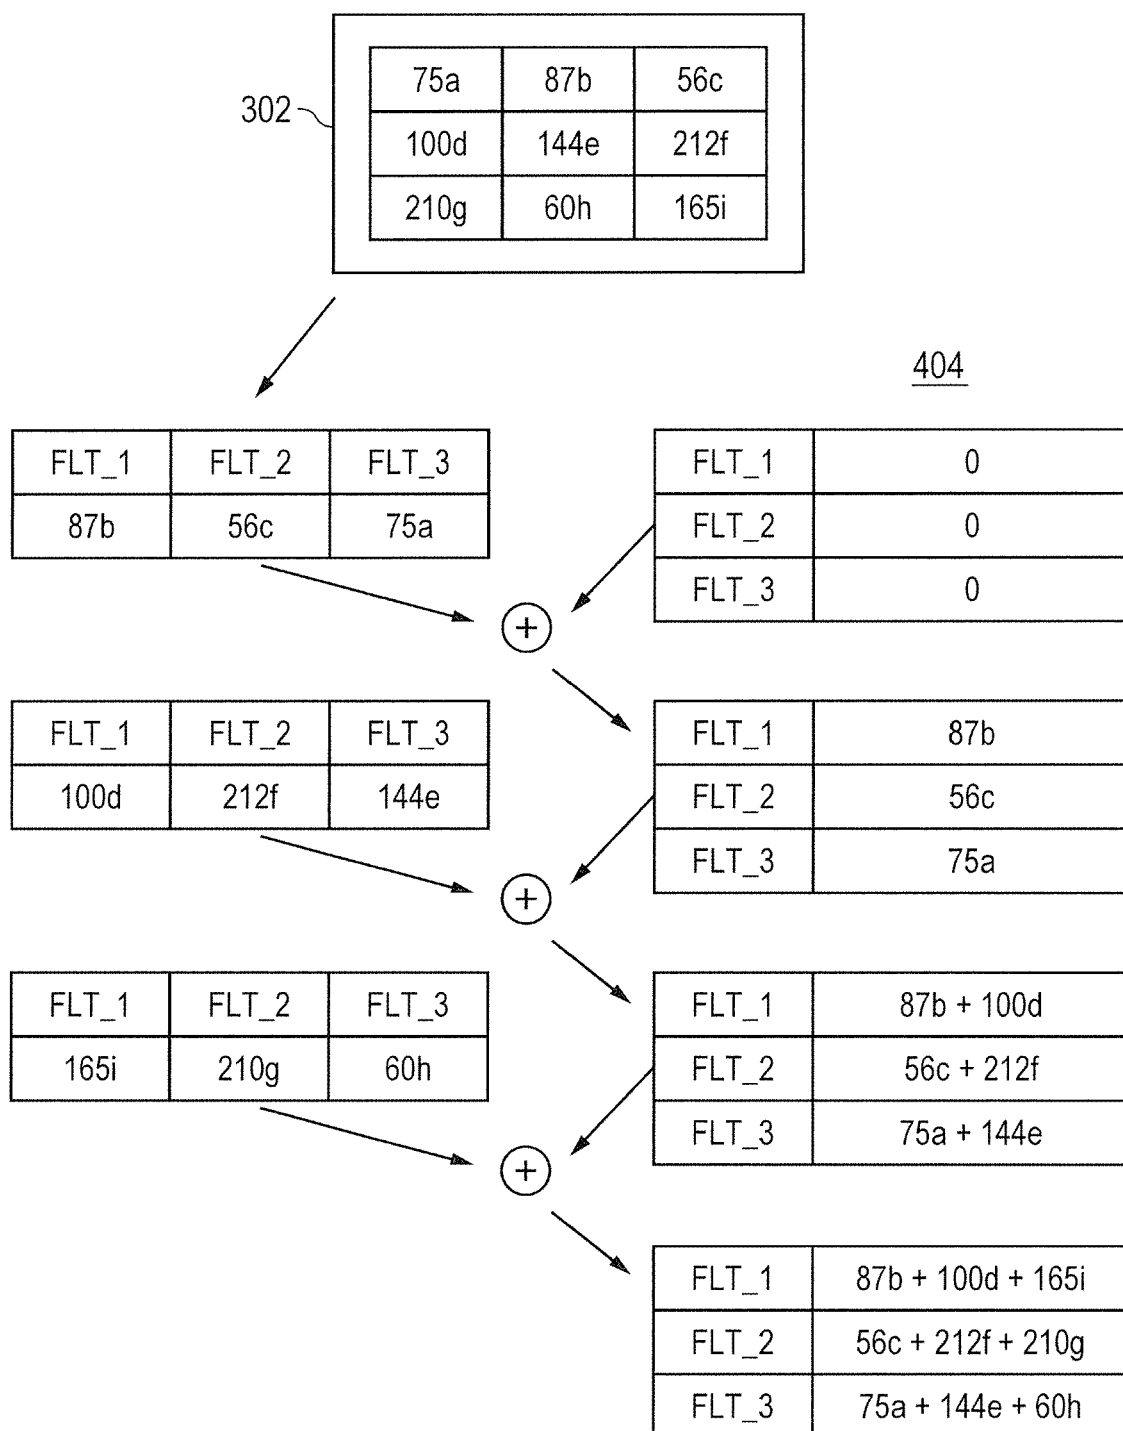 75a 87b 56c
302
100d 144e 212f
210g 60h 165i
404
FLT_1 FLT_2 FLT_3
87b 56c 75a
FLT_1 0
FLT_2 0
FLT_3 0
+
FLT_1 FLT_2 FLT_3
100d 212f 144e
FLT_1 87b
FLT_2 56c
FLT_3 75a
+
FLT_1 FLT_2 FLT_3
165i 210g 60h
FLT_1 87b + 100d
FLT_2 56c + 212f
FLT_3 75a + 144e
+
FLT_1 87b + 100d + 165i
FLT_2 56c + 212f + 210g
FLT_3 75a + 144e + 60h